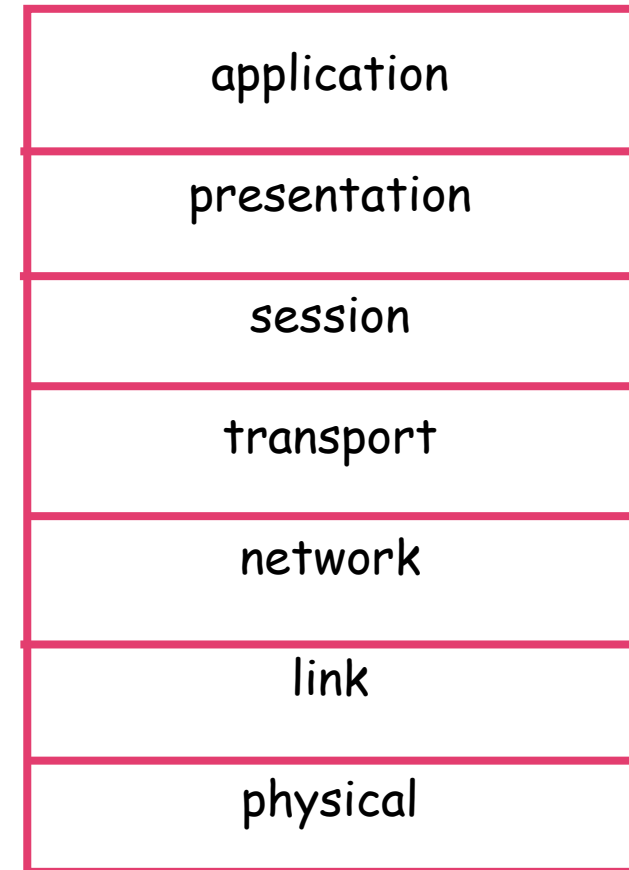 application
presentation
session
transport
network
link
physical